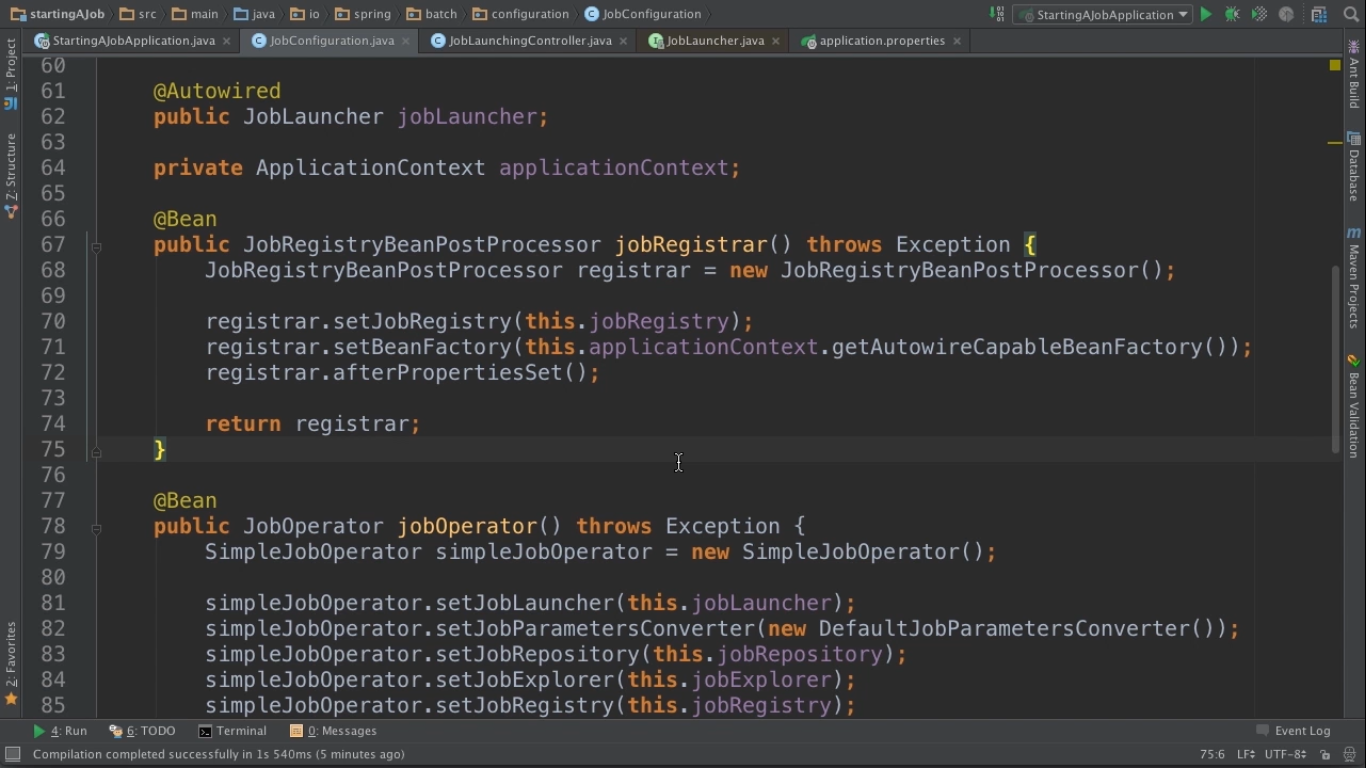 startingAJob src main java io spring batch configuration JobConfiguration StartingAJobApplication
StartingAJobApplication.java JobConfiguration.java JobLaunchingController.java JobLauncher.java application.properties
1: Project
7: Structure
2: Favorites
60
61 @Autowired
62 public JobLauncher jobLauncher;
63
64 private ApplicationContext applicationContext;
65
66 @Bean
67 public JobRegistryBeanPostProcessor jobRegistrar() throws Exception {
68 JobRegistryBeanPostProcessor registrar = new JobRegistryBeanPostProcessor();
69
70 registrar.setJobRegistry(this.jobRegistry);
71 registrar.setBeanFactory(this.applicationContext.getAutowireCapableBeanFactory());
72 registrar.afterPropertiesSet();
73
74 return registrar;
75 }
76
77 @Bean
78 public JobOperator jobOperator() throws Exception {
79 SimpleJobOperator simpleJobOperator = new SimpleJobOperator();
80
81 simpleJobOperator.setJobLauncher(this.jobLauncher);
82 simpleJobOperator.setJobParametersConverter(new DefaultJobParametersConverter());
83 simpleJobOperator.setJobRepository(this.jobRepository);
84 simpleJobOperator.setJobExplorer(this.jobExplorer);
85 simpleJobOperator.setJobRegistry(this.jobRegistry);
Ant Build
Database
Maven Projects
Bean Validation
4: Run 6: TODO Terminal 0: Messages Event Log
Compilation completed successfully in 1s 540ms (5 minutes ago) 75:6 LF UTF-8